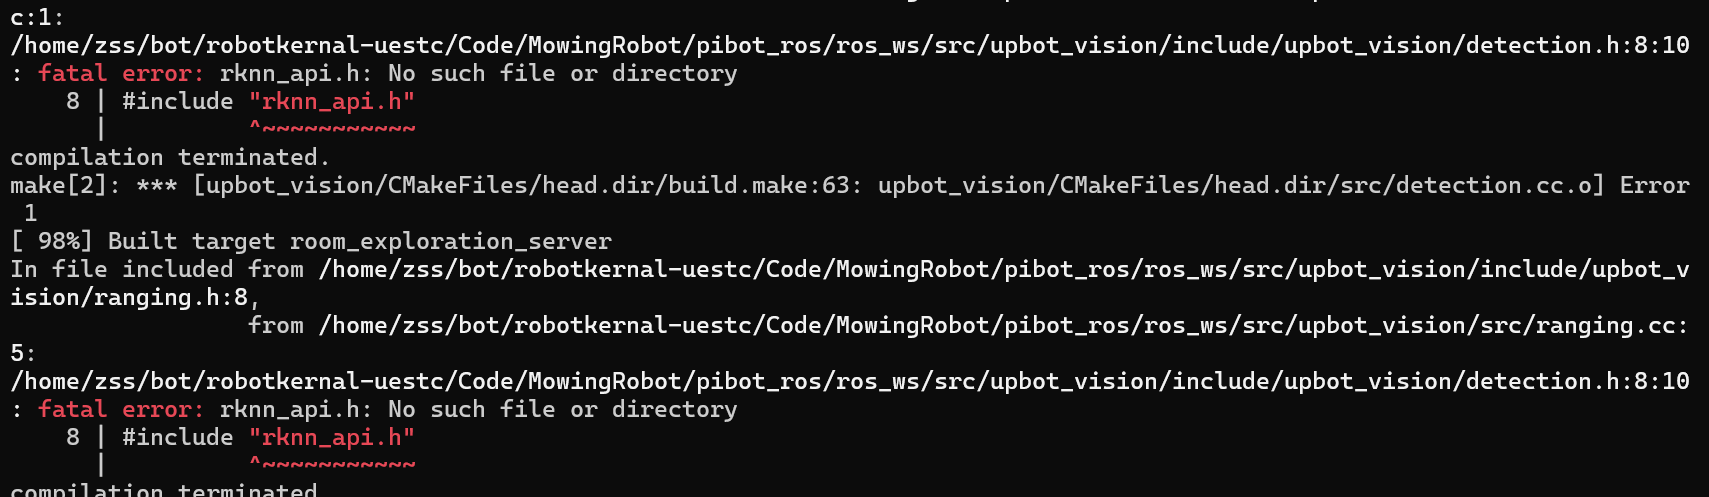 c:1:
/home/zss/bot/robotkernal-uestc/Code/MowingRobot/pibot_ros/ros_ws/src/upbot_vision/include/upbot_vision/detection.h:8:10
: fatal error: rknn_api.h: No such file or directory
    8 | #include "rknn_api.h"
      |          ^~~~~~~~~~~~
compilation terminated.
make[2]: *** [upbot_vision/CMakeFiles/head.dir/build.make:63: upbot_vision/CMakeFiles/head.dir/src/detection.cc.o] Error
 1
[ 98%] Built target room_exploration_server
In file included from /home/zss/bot/robotkernal-uestc/Code/MowingRobot/pibot_ros/ros_ws/src/upbot_vision/include/upbot_v
ision/ranging.h:8,
                 from /home/zss/bot/robotkernal-uestc/Code/MowingRobot/pibot_ros/ros_ws/src/upbot_vision/src/ranging.cc:
5:
/home/zss/bot/robotkernal-uestc/Code/MowingRobot/pibot_ros/ros_ws/src/upbot_vision/include/upbot_vision/detection.h:8:10
: fatal error: rknn_api.h: No such file or directory
    8 | #include "rknn_api.h"
      |          ^~~~~~~~~~~~
compilation terminated